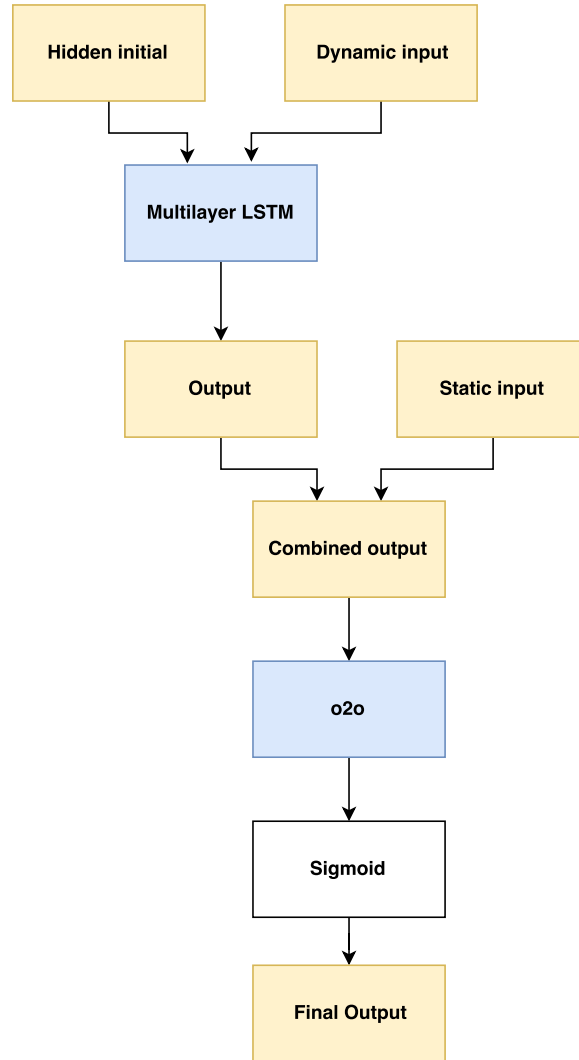 Hidden initial
Dynamic input
Multilayer LSTM
Output
Static input
Combined output
o2o
Sigmoid
Final Output